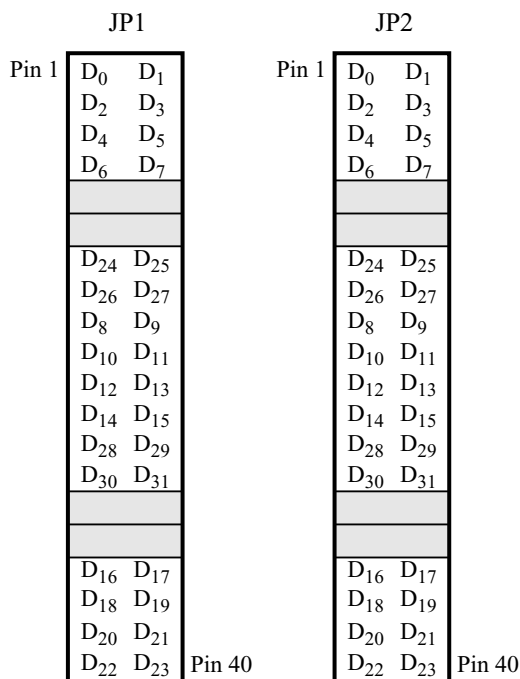 JP1 JP2
Pin 1 D0 D1 Pin 1 D0 D1
D2 D3 D2 D3
D4 D5 D4 D5
D6 D7 D6 D7
D24 D25 D24 D25
D26 D27 D26 D27
D8 D9 D8 D9
D10 D11 D10 D11
D12 D13 D12 D13
D14 D15 D14 D15
D28 D29 D28 D29
D30 D31 D30 D31
D16 D17 D16 D17
D18 D19 D18 D19
D20 D21 D20 D21
D22 D23 Pin 40 D22 D23 Pin 40